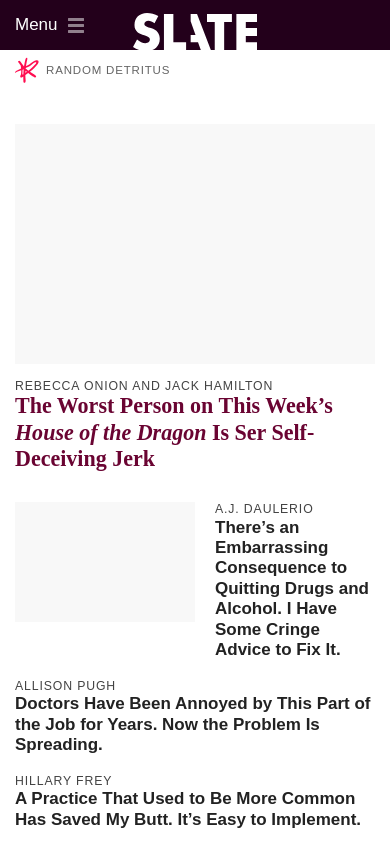 Menu
SLATE
RANDOM DETRITUS
REBECCA ONION AND JACK HAMILTON
The Worst Person on This Week’s
House of the Dragon Is Ser Self-
Deceiving Jerk
A.J. DAULERIO
There’s an
Embarrassing
Consequence to
Quitting Drugs and
Alcohol. I Have
Some Cringe
Advice to Fix It.
ALLISON PUGH
Doctors Have Been Annoyed by This Part of
the Job for Years. Now the Problem Is
Spreading.
HILLARY FREY
A Practice That Used to Be More Common
Has Saved My Butt. It’s Easy to Implement.